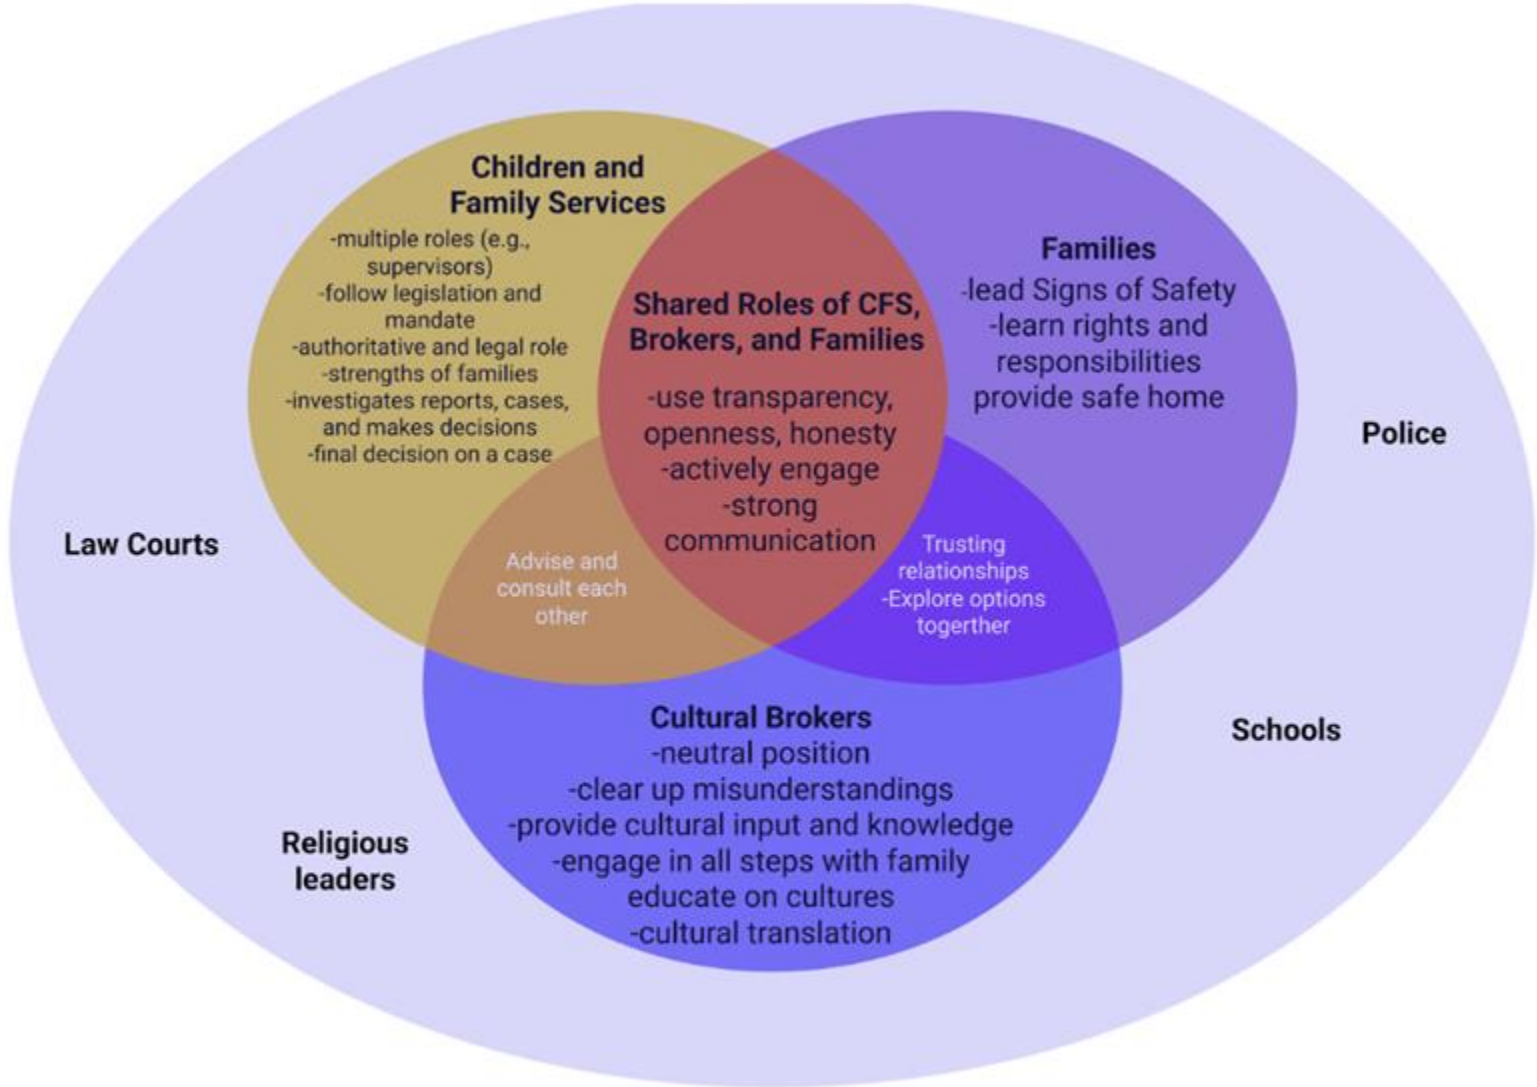 Children and
Family Services
-multiple roles (e.g.,
supervisors)
-follow legislation and
mandate
-authoritative and legal role
-strengths of families
-investigates reports, cases,
and makes decisions
-final decision on a case
Shared Roles of CFS,
Brokers, and Families
-use transparency,
openness, honesty
-actively engage
-strong
communication
Families
-lead Signs of Safety
-learn rights and
responsibilities
provide safe home
Police
Law Courts
Advise and
consult each
other
Trusting
relationships
-Explore options
togerther
Cultural Brokers
-neutral position
-clear up misunderstandings
-provide cultural input and knowledge
-engage in all steps with family
educate on cultures
-cultural translation
Schools
Religious
leaders